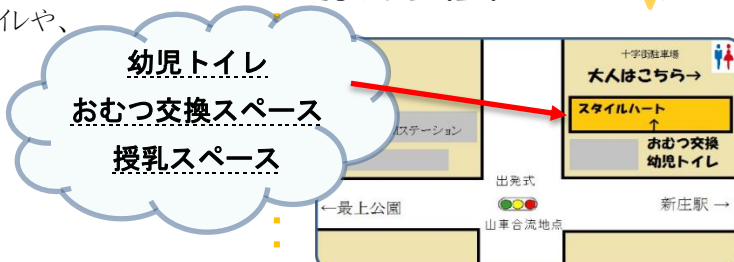 イレや、
幼児トイレ
おむつ交換スペース
授乳スペース
ステーション
十字街駐車場
大人はこちら→
スタイルハート
↑
おむつ交換
幼児トイレ
出発式
←最上公園
新庄駅→
山車合流地点